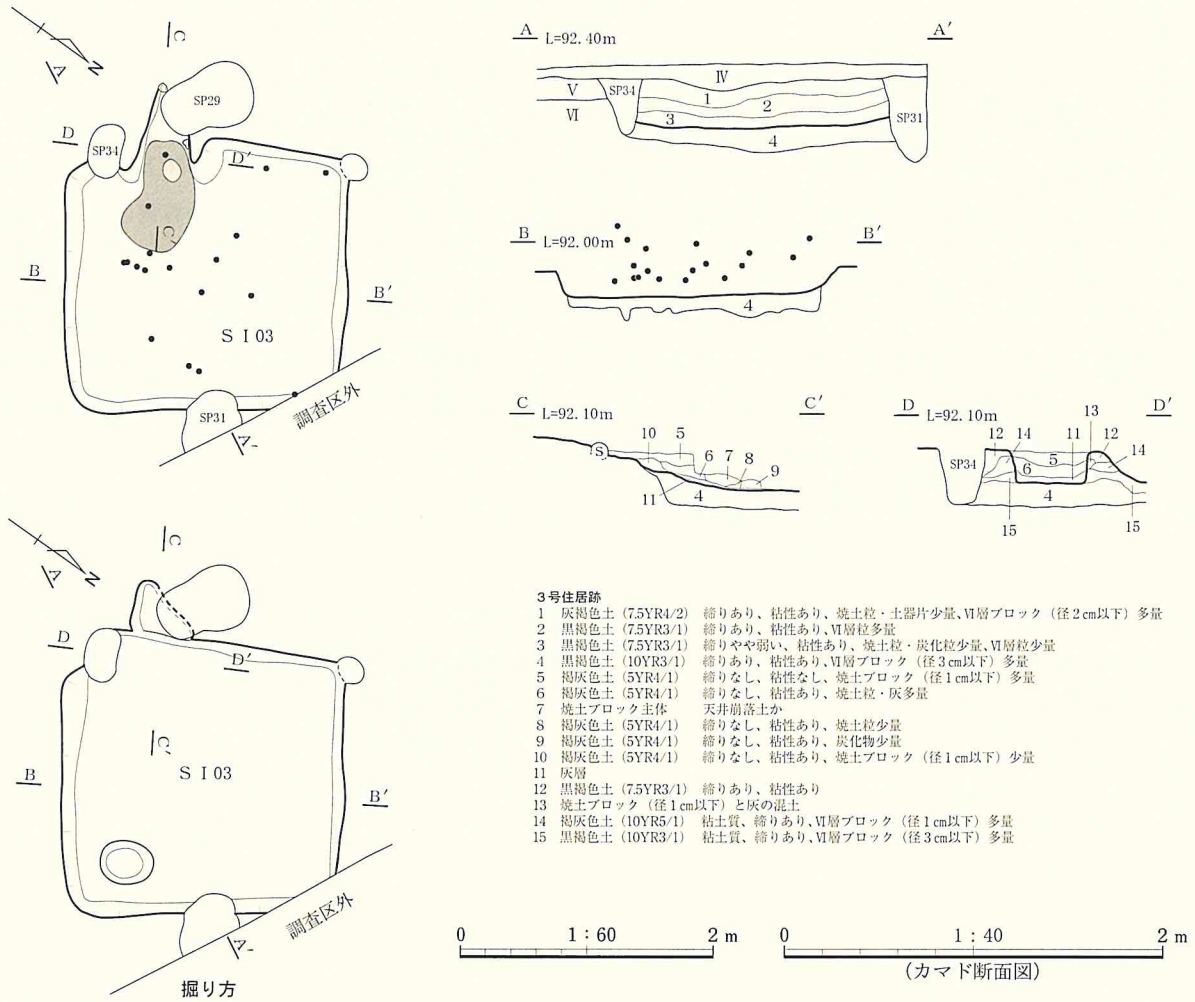 C
A
N
SP29
D
SP34
D'
C'
B
B'
S I 03
SP31
調査区外
A'
A L=92.40m A'
Ⅳ
Ⅴ
SP34
1
2
Ⅵ
3
SP31
4
B L=92.00m B'
4
C L=92.10m C'
10 5
S
6 7 8 9
11 4
D L=92.10m D'
13
12 14 11 12
5 14
SP34 6
4
15 15
C
A
N
D
D'
C'
S I 03
B
B'
調査区外
A'
掘り方
3号住居跡
1 灰褐色土 (7.5YR4/2) 締りあり、粘性あり、焼土粒・土器片少量、Ⅵ層ブロック(径2cm以下)多量
2 黒褐色土 (7.5YR3/1) 締りあり、粘性あり、Ⅵ層粒多量
3 黒褐色土 (7.5YR3/1) 締りやや弱い、粘性あり、焼土粒・炭化粒少量、Ⅵ層粒少量
4 黒褐色土 (10YR3/1) 締りあり、粘性あり、Ⅵ層ブロック(径3cm以下)多量
5 褐灰色土 (5YR4/1) 締りなし、粘性なし、焼土ブロック(径1cm以下)多量
6 褐灰色土 (5YR4/1) 締りなし、粘性あり、焼土粒・灰多量
7 焼土ブロック主体 天井崩落土か
8 褐灰色土 (5YR4/1) 締りなし、粘性あり、焼土粒少量
9 褐灰色土 (5YR4/1) 締りなし、粘性あり、炭化物少量
10 褐灰色土 (5YR4/1) 締りなし、粘性あり、焼土ブロック(径1cm以下)少量
11 灰層
12 黒褐色土 (7.5YR3/1) 締りあり、粘性あり
13 焼土ブロック(径1cm以下)と灰の混土
14 褐灰色土 (10YR5/1) 粘土質、締りあり、Ⅵ層ブロック(径1cm以下)多量
15 黒褐色土 (10YR3/1) 粘土質、締りあり、Ⅵ層ブロック(径3cm以下)多量
0 1:60 2 m
0 1:40 2 m
(カマド断面図)